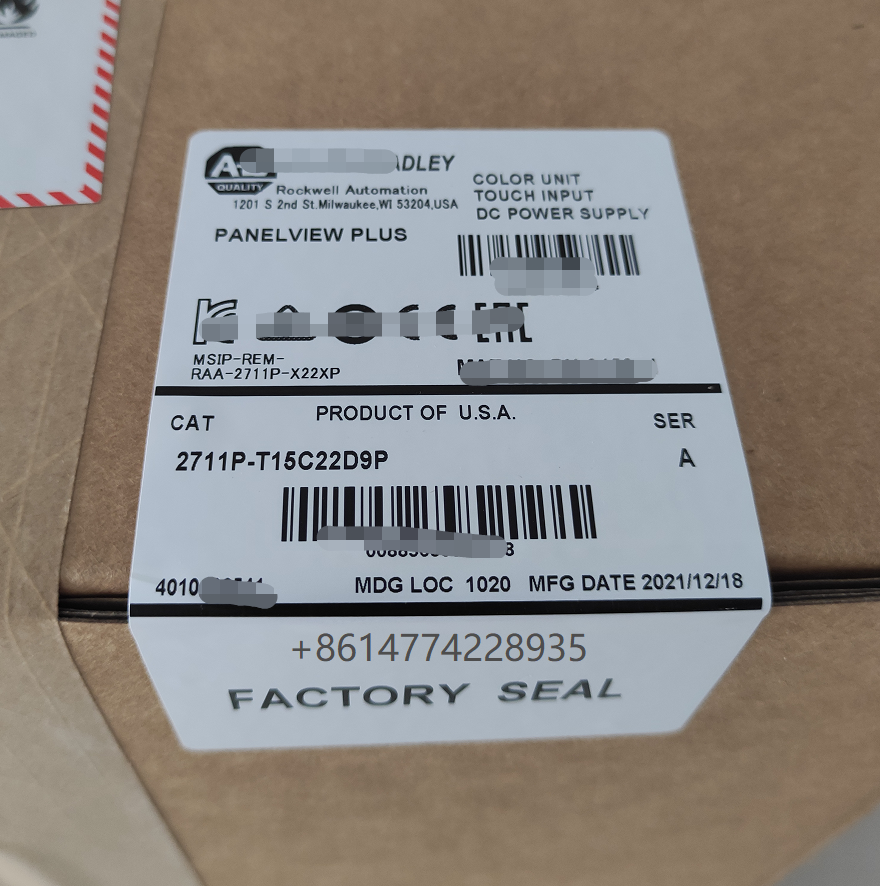 QUALITY
ADLEY
Rockwell Automation
1201 S 2nd St.Milwaukee,WI 53204,USA
COLOR UNIT
TOUCH INPUT
DC POWER SUPPLY
PANELVIEW PLUS
MSIP-REM-
RAA-2711P-X22XP
CAT
PRODUCT OF U.S.A.
SER
2711P-T15C22D9P
A
4010
MDG LOC 1020
MFG DATE 2021/12/18
+8614774228935
FACTORY SEAL